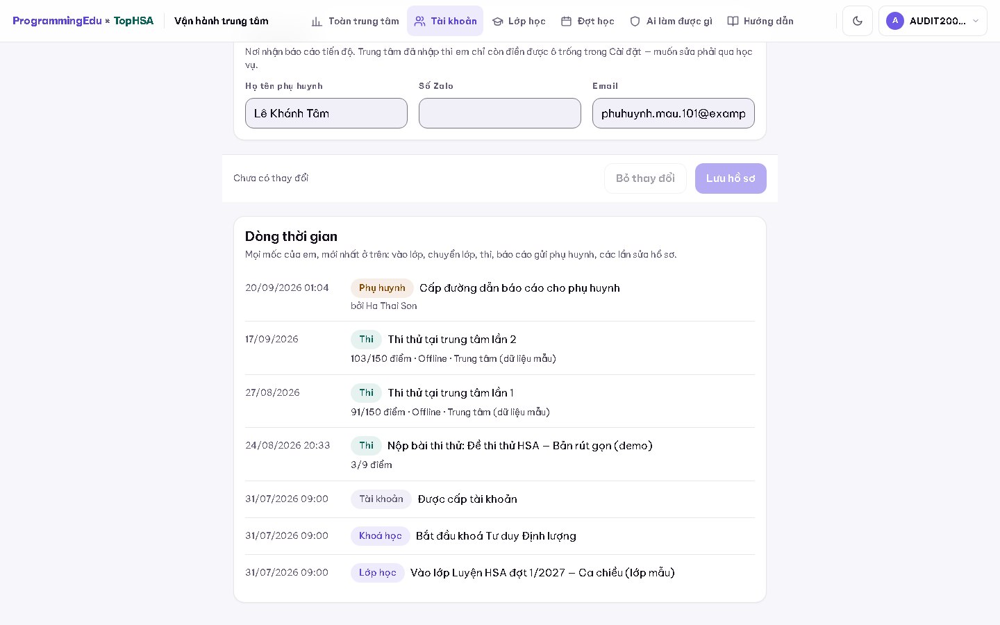 ProgrammingEdu × TopHSA
Vận hành trung tâm
Toàn trung tâm
Tài khoản
Lớp học
Đợt học
Ai làm được gì
Hướng dẫn
A
AUDIT200...
Nơi nhận báo cáo tiến độ. Trung tâm đã nhập thì em chỉ còn điền được ô trống trong Cài đặt — muốn sửa phải qua học
vụ.
Họ tên phụ huynh
Số Zalo
Email
Lê Khánh Tâm
phuhuynh.mau.101@examp
Chưa có thay đổi
Bỏ thay đổi
Lưu hồ sơ
Dòng thời gian
Mọi mốc của em, mới nhất ở trên: vào lớp, chuyển lớp, thi, báo cáo gửi phụ huynh, các lần sửa hồ sơ.
20/09/2026 01:04
Phụ huynh
Cấp đường dẫn báo cáo cho phụ huynh
bởi Ha Thai Son
17/09/2026
Thi
Thi thử tại trung tâm lần 2
103/150 điểm · Offline · Trung tâm (dữ liệu mẫu)
27/08/2026
Thi
Thi thử tại trung tâm lần 1
91/150 điểm · Offline · Trung tâm (dữ liệu mẫu)
24/08/2026 20:33
Thi
Nộp bài thi thử: Đề thi thử HSA — Bản rút gọn (demo)
3/9 điểm
31/07/2026 09:00
Tài khoản
Được cấp tài khoản
31/07/2026 09:00
Khoá học
Bắt đầu khoá Tư duy Định lượng
31/07/2026 09:00
Lớp học
Vào lớp Luyện HSA đợt 1/2027 — Ca chiều (lớp mẫu)